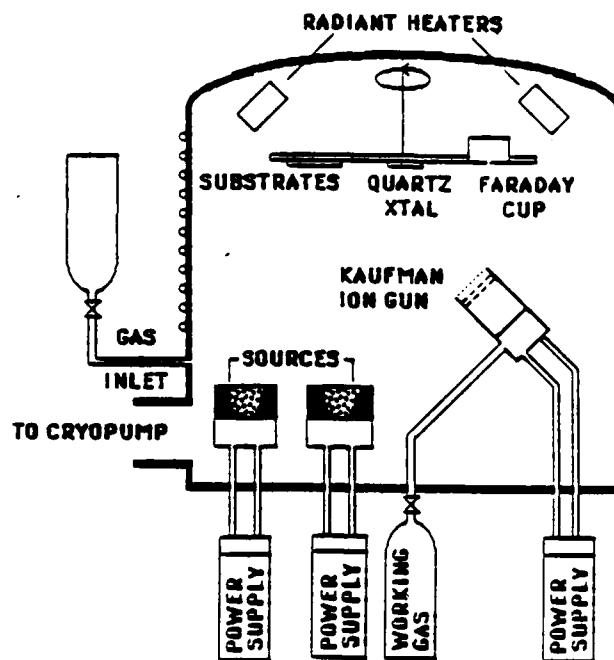 RADIANT HEATERS
SUBSTRATES
QUARTZ
XTAL
FARADAY
CUP
KAUFMAN
ION GUN
GAS
INLET
SOURCES
TO CRYOPUMP
POWER
SUPPLY
POWER
SUPPLY
WORKING
GAS
POWER
SUPPLY